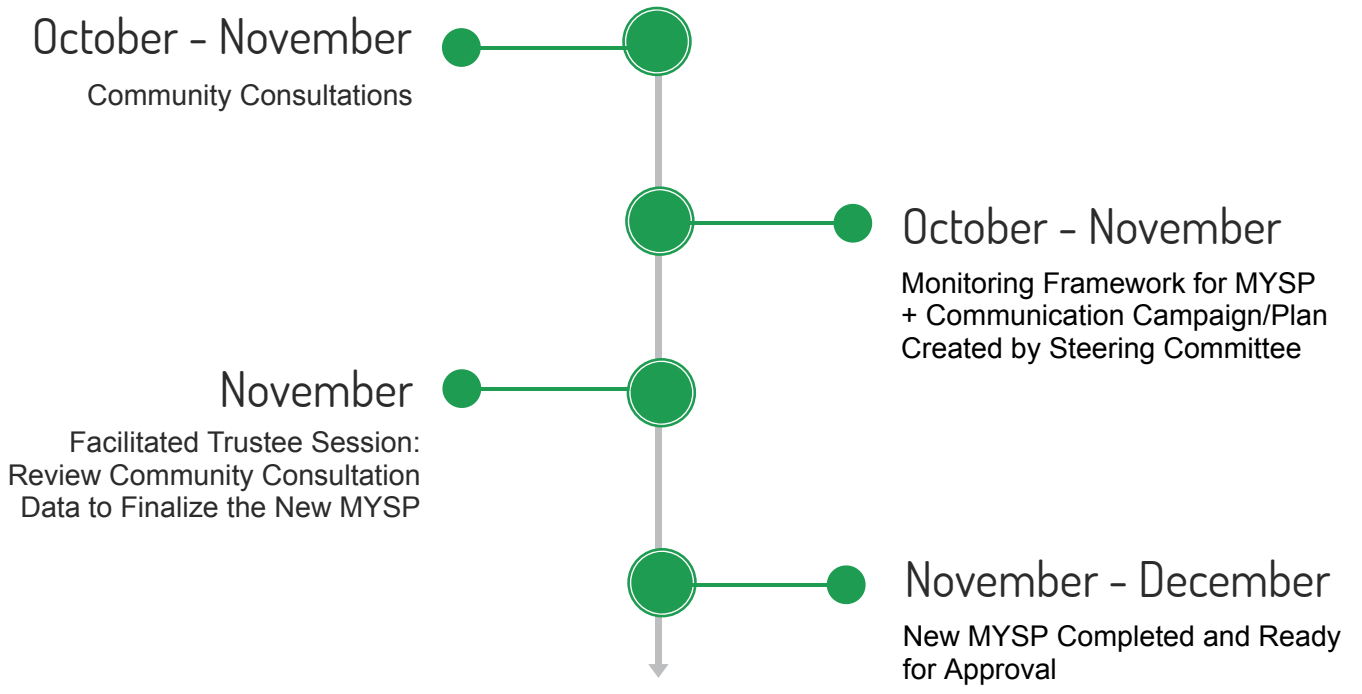 October - November
Community Consultations
October - November
Monitoring Framework for MYSP
+ Communication Campaign/Plan
Created by Steering Committee
November
Facilitated Trustee Session:
Review Community Consultation
Data to Finalize the New MYSP
November - December
New MYSP Completed and Ready
for Approval